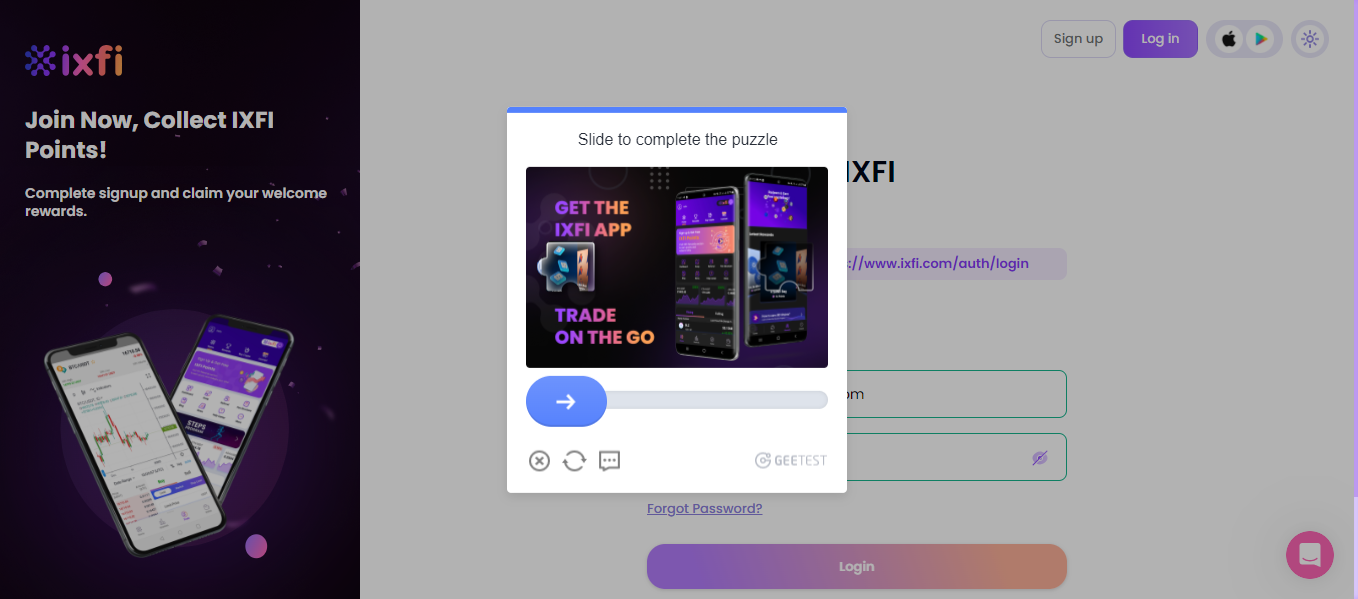 ixfi
Join Now, Collect IXFI
Points!
Complete signup and claim your welcome
rewards.
Sign up
Log in
IXFI
://www.ixfi.com/auth/login
Slide to complete the puzzle
GET THE
IXFI APP
TRADE
ON THE GO
om
GEETEST
Forgot Password?
Login
STEPS